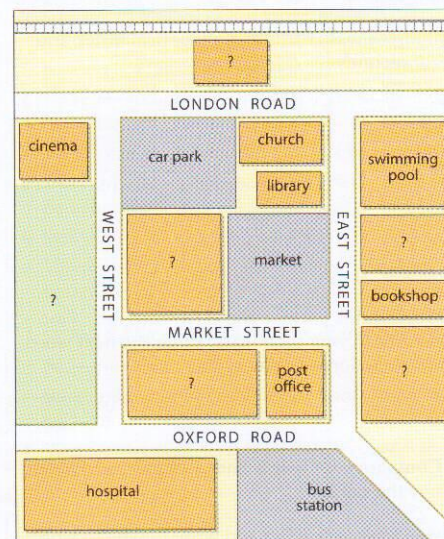 ?
LONDON ROAD
cinema
car park
church
library
swimming
pool
WEST STREET
?
?
market
EAST STREET
?
bookshop
MARKET STREET
?
post
office
?
OXFORD ROAD
hospital
bus
station